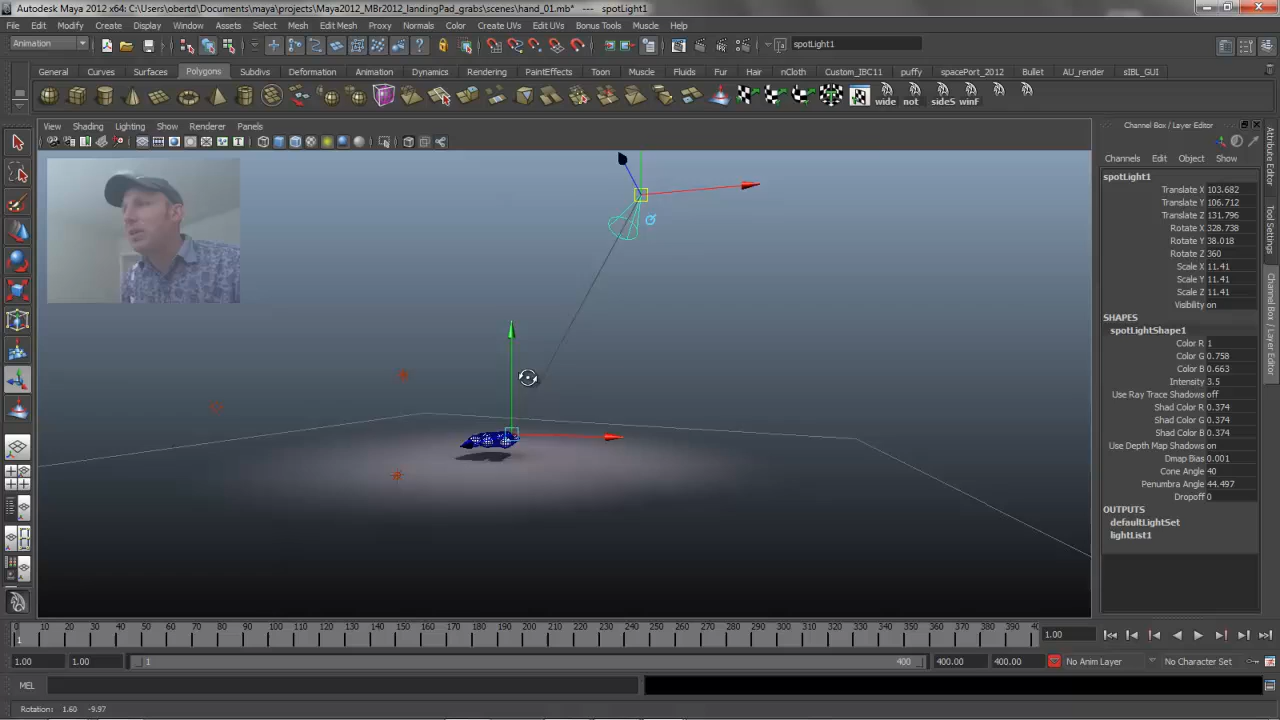 Autodesk Maya 2012 x64: C:\Users\obertd\Documents\maya\projects\Maya2012_MBr2012_landingPad_grabs\scenes\hand_01.mb* --- spotLight1
File Edit Modify Create Display Window Assets Select Mesh Edit Mesh Proxy Normals Color Create UVs Edit UVs Bonus Tools Muscle Help
Animation spotLight1
General Curves Surfaces Polygons Subdivs Deformation Animation Dynamics Rendering PaintEffects Toon Muscle Fluids Fur Hair nCloth Custom_IBC11 puffy spacePort_2012 Bullet AU_render sIBL_GUI
wide not sideS winF
View Shading Lighting Show Renderer Panels
Channel Box / Layer Editor
Channels Edit Object Show
spotLight1
Translate X 103.682
Translate Y 106.712
Translate Z 131.796
Rotate X 328.738
Rotate Y 38.018
Rotate Z 360
Scale X 11.41
Scale Y 11.41
Scale Z 11.41
Visibility on
SHAPES
spotLightShape1
Color R 1
Color G 0.758
Color B 0.663
Intensity 3.5
Use Ray Trace Shadows off
Shad Color R 0.374
Shad Color G 0.374
Shad Color B 0.374
Use Depth Map Shadows on
Dmap Bias 0.001
Cone Angle 40
Penumbra Angle 44.497
Dropoff 0
OUTPUTS
defaultLightSet
lightList1
Attribute Editor
Tool Settings
Channel Box / Layer Editor
0 10 20 30 40 50 60 70 80 90 100 110 120 130 140 150 160 170 180 190 200 210 220 230 240 250 260 270 280 290 300 310 320 330 340 350 360 370 380 390 40
1 1.00
1.00 1.00 1 400 400.00 400.00 No Anim Layer No Character Set
MEL
Rotation: 1.60 -9.97